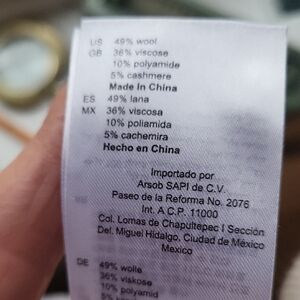 US 49% wool
GB 36% viscose
10% polyamide
5% cashmere
Made in China
ES 49% lana
MX 36% viscosa
10% poliamida
5% cachemira
Hecho en China
Importado por
Arsob SAPI de C.V.
Paseo de la Reforma No. 2076
Int. A C.P. 11000
Col. Lomas de Chapultepec I Sección
Del. Miguel Hidalgo, Ciudad de México
Mexico
DE 49% wolle
36% viskose
10% polyamid